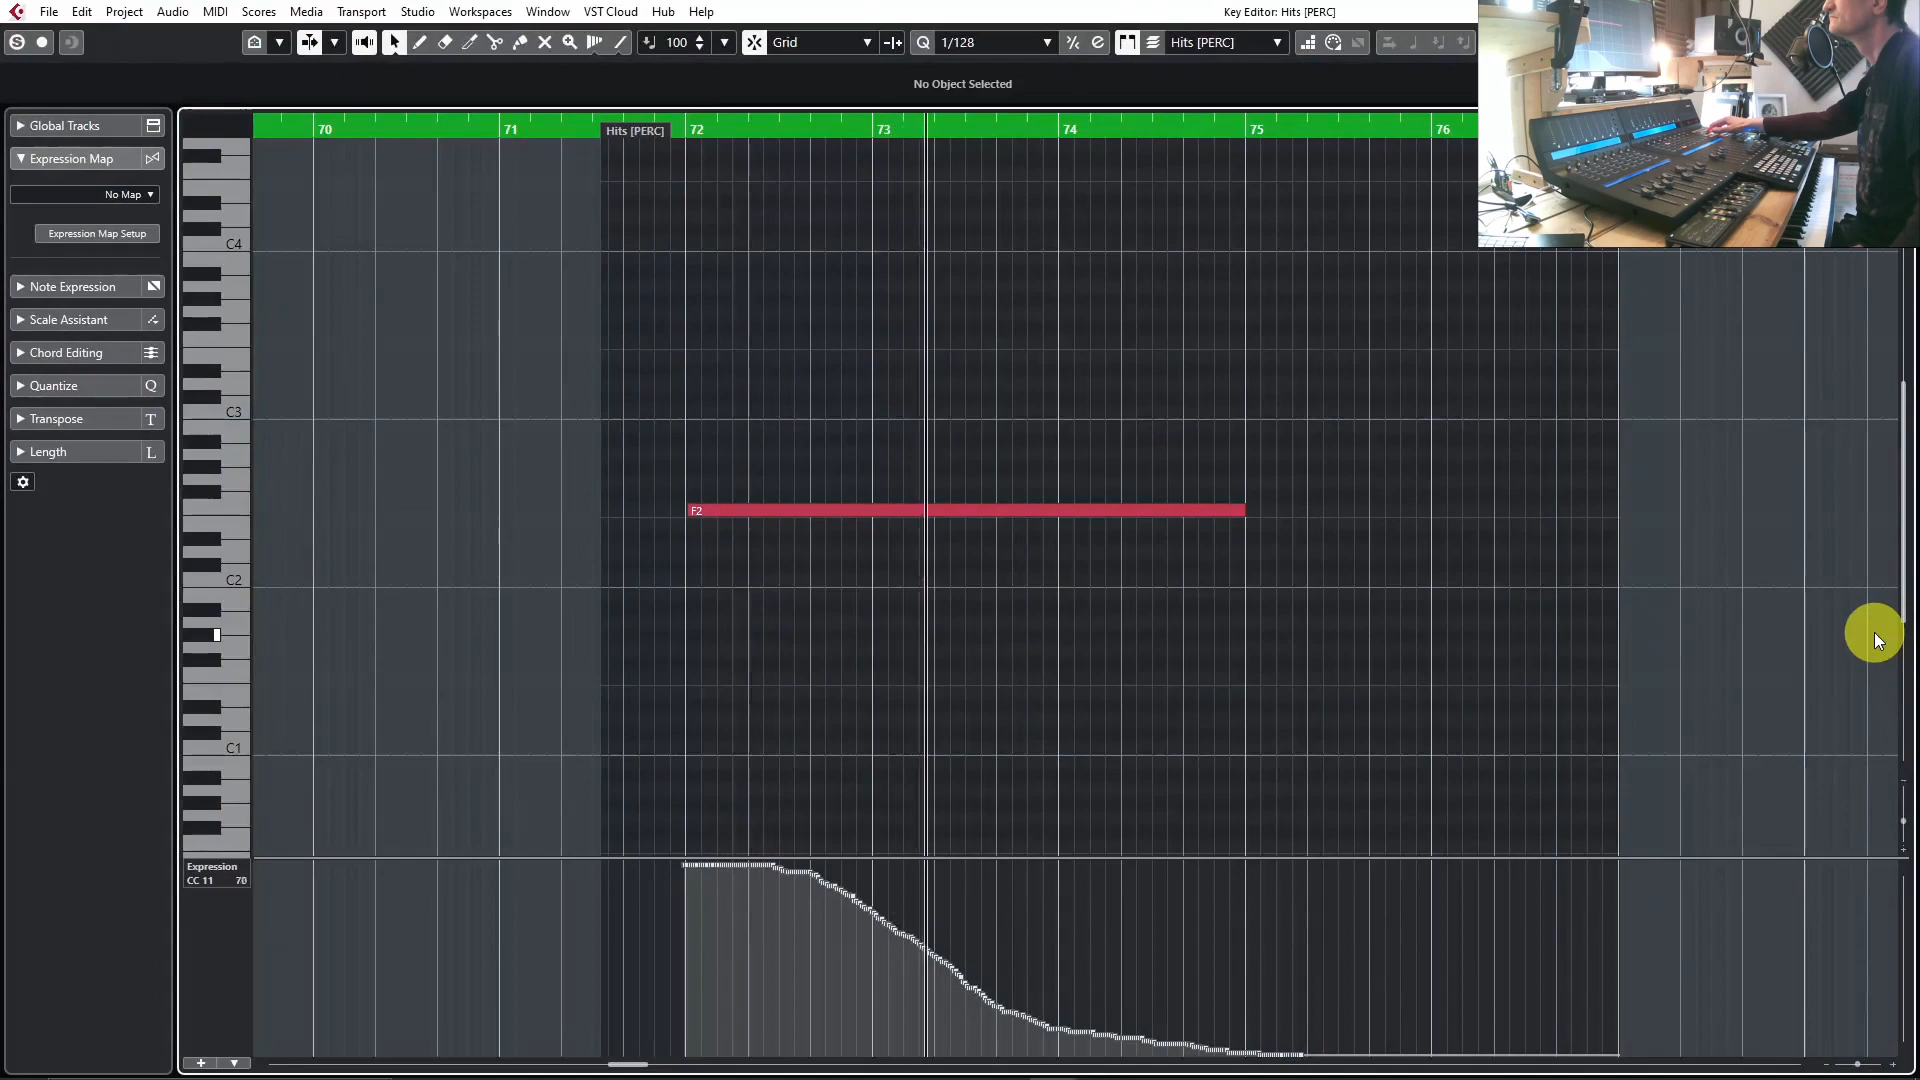 File Edit Project Audio MIDI Scores Media Transport Studio Workspaces Window VST Cloud Hub Help
Key Editor: Hits [PERC]
100 Grid 1/128 Hits [PERC]
No Object Selected
Global Tracks
Expression Map
No Map
Expression Map Setup
Note Expression
Scale Assistant
Chord Editing
Quantize Q
Transpose T
Length L
70 71 72 73 74 75 76
Hits [PERC]
C4
C3
F2
C2
C1
Expression
CC 11 70